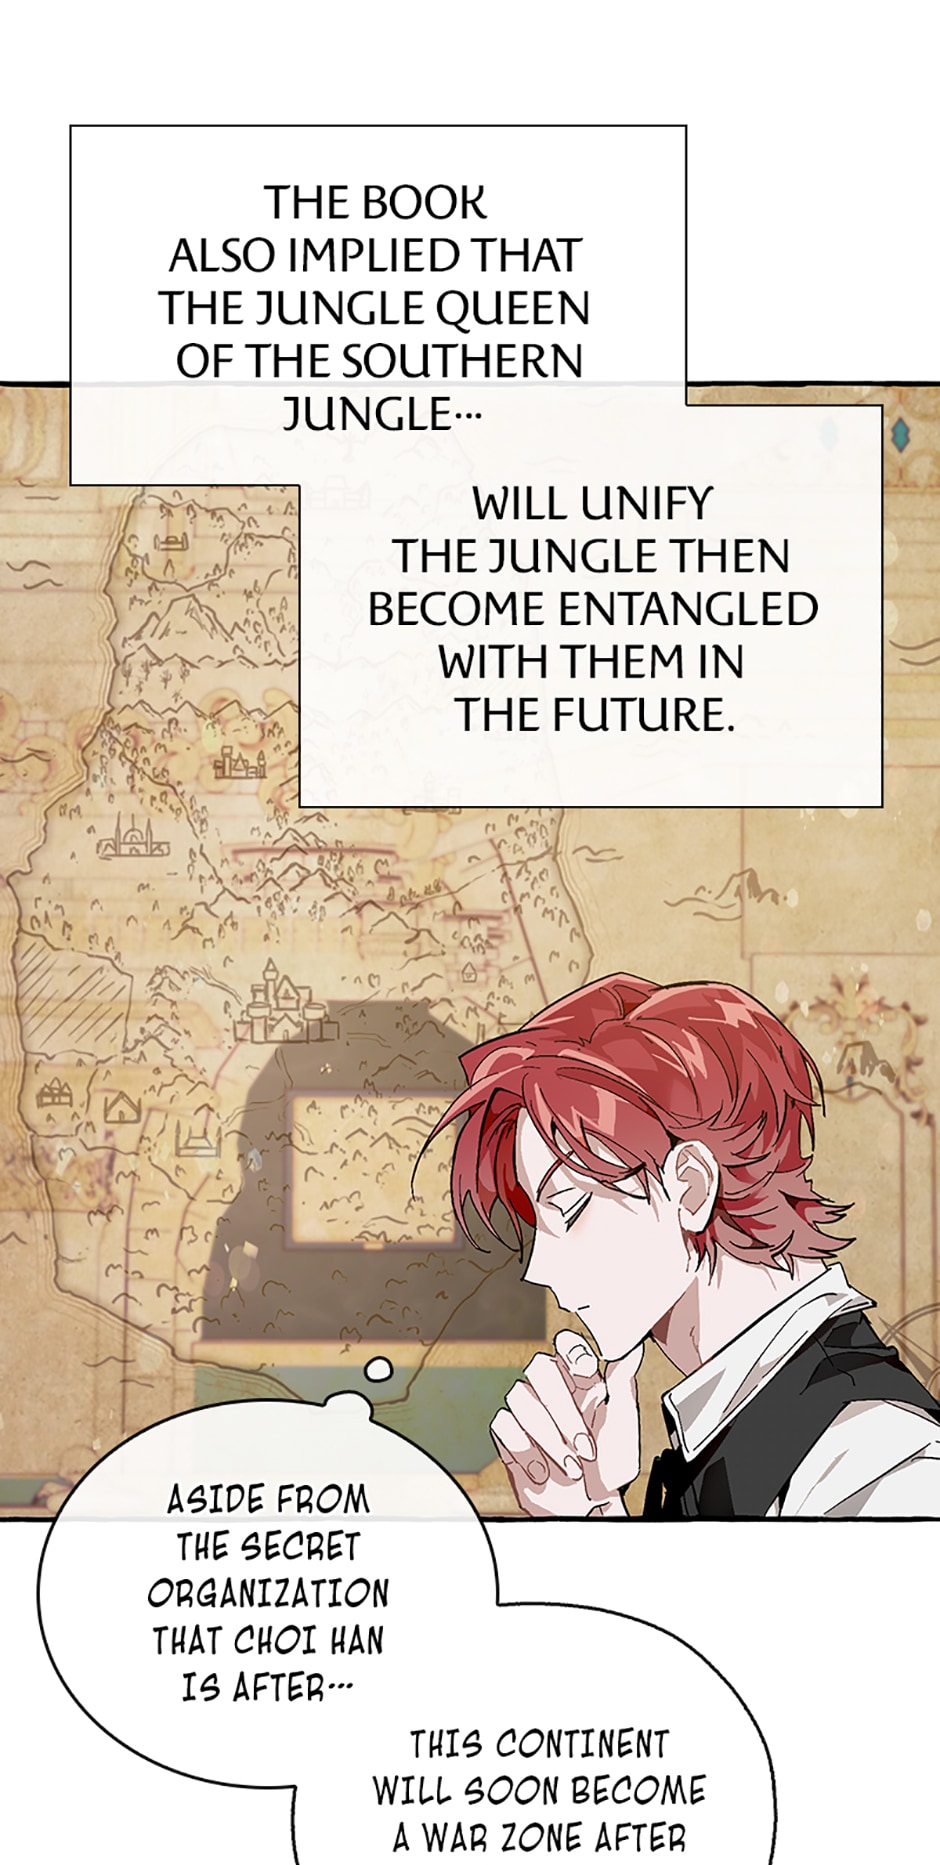 THE BOOK
ALSO IMPLIED THAT
THE JUNGLE QUEEN
OF THE SOUTHERN
JUNGLE...
WILL UNIFY
THE JUNGLE THEN
BECOME ENTANGLED
WITH THEM IN
THE FUTURE.
ASIDE FROM
THE SECRET
ORGANIZATION
THAT CHOI HAN
IS AFTER...
THIS CONTINENT
WILL SOON BECOME
A WAR ZONE AFTER